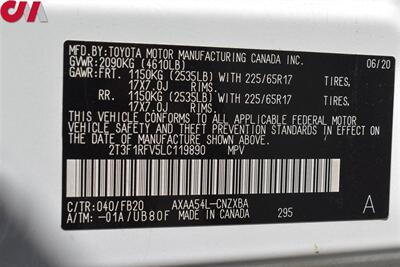 CIA
MFD.BY:TOYOTA MOTOR MANUFACTURING CANADA INC.
GVWR:2090KG (4610LB) 06/20
GAWR:FRT. 1150KG (2535LB) WITH 225/65R17 TIRES.
17X7.0J RIMS.
RR. 1150KG (2535LB) WITH 225/65R17 TIRES.
17X7.0J RIMS.
THIS VEHICLE CONFORMS TO ALL APPLICABLE FEDERAL MOTOR
VEHICLE SAFETY AND THEFT PREVENTION STANDARDS IN EFFECT
ON THE DATE OF MANUFACTURE SHOWN ABOVE.
2T3F1RFV5LC119890 MPV
C/TR:040/FB20 AXAA54L-CNZXBA
A/TM: -01A/UB80F MADE IN CANADA 295 A